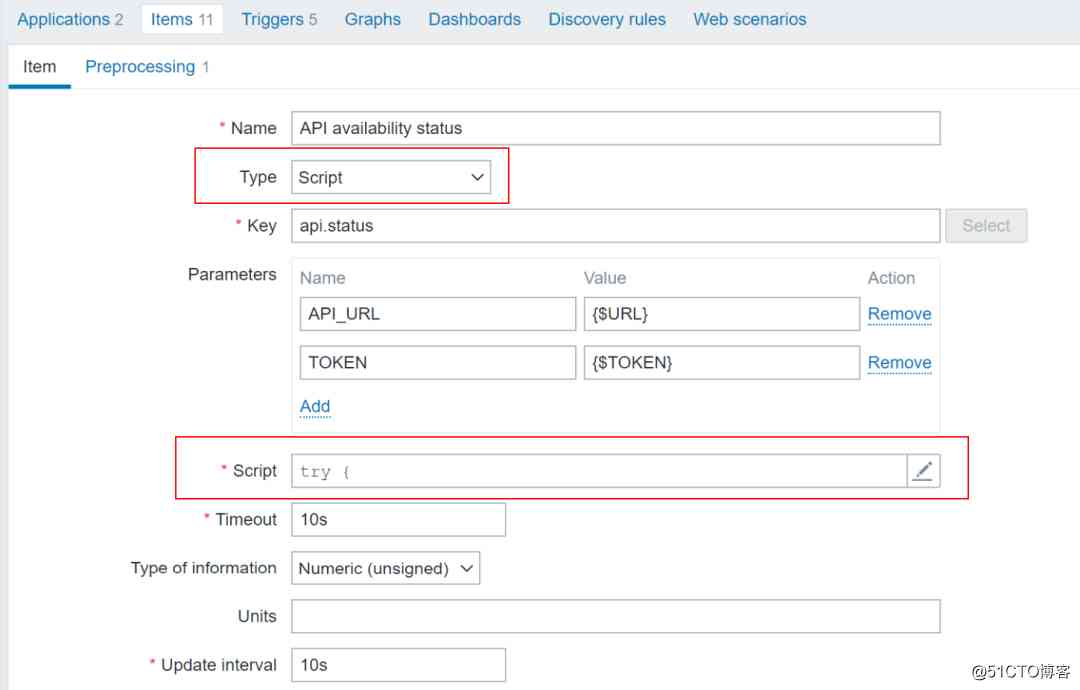 Applications 2 Items 11 Triggers 5 Graphs Dashboards Discovery rules Web scenarios
Item Preprocessing 1
* Name API availability status
Type Script
* Key api.status Select
Parameters Name Value Action
API_URL {$URL} Remove
TOKEN {$TOKEN} Remove
Add
* Script try {
* Timeout 10s
Type of information Numeric (unsigned)
Units
* Update interval 10s
@51CTO博客